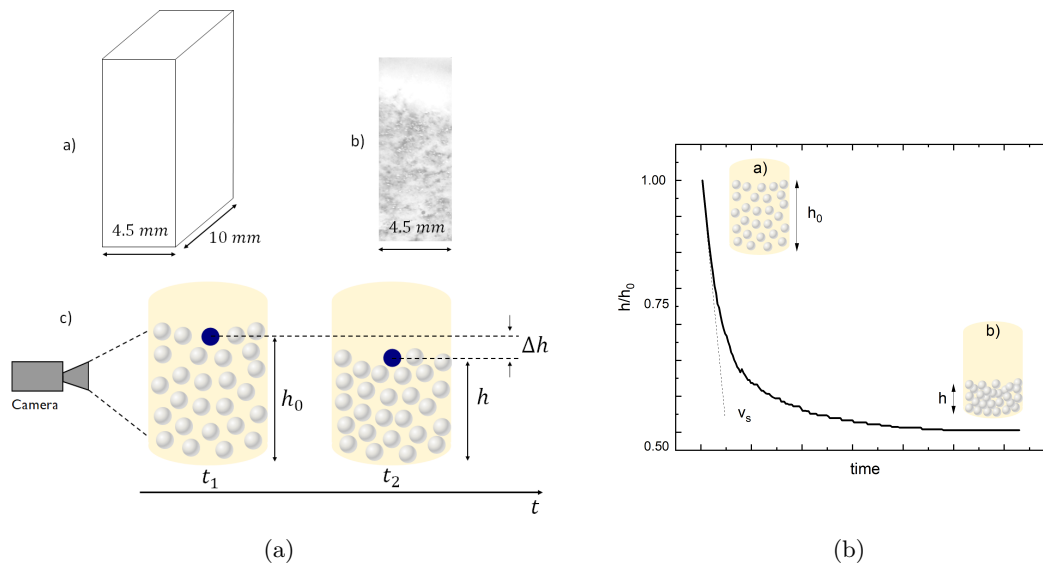 a)
4.5 mm
10 mm
b)
4.5 mm
c)
Camera
h₀
Δh
h
t₁
t₂
t
(a)
1.00
0.75
0.50
h/h₀
a)
h₀
b)
h
vₛ
time
(b)